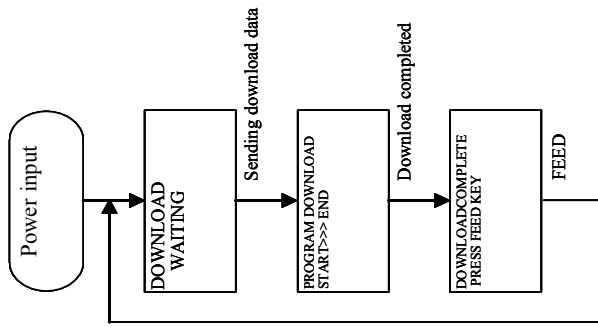 Power input
DOWNLOAD
WAITING
Sending download data
PROGRAM DOWNLOAD
START>>> END
Download completed
DOWNLOADCOMPLETE
PRESS FEED KEY
FEED